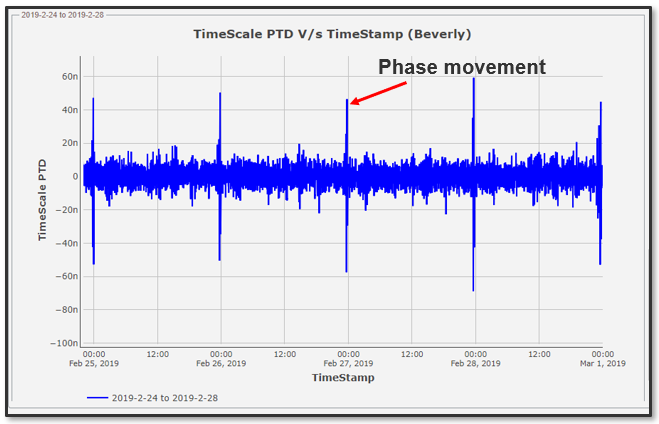 2019-2-24 to 2019-2-28
TimeScale PTD V/s TimeStamp (Beverly)
Phase movement
60n
40n
20n
0
−20n
−40n
−60n
−80n
−100n
TimeScale PTD
00:00 12:00 00:00 12:00 00:00 12:00 00:00 12:00 00:00
Feb 25, 2019 Feb 26, 2019 Feb 27, 2019 Feb 28, 2019 Mar 1, 2019
TimeStamp
2019-2-24 to 2019-2-28